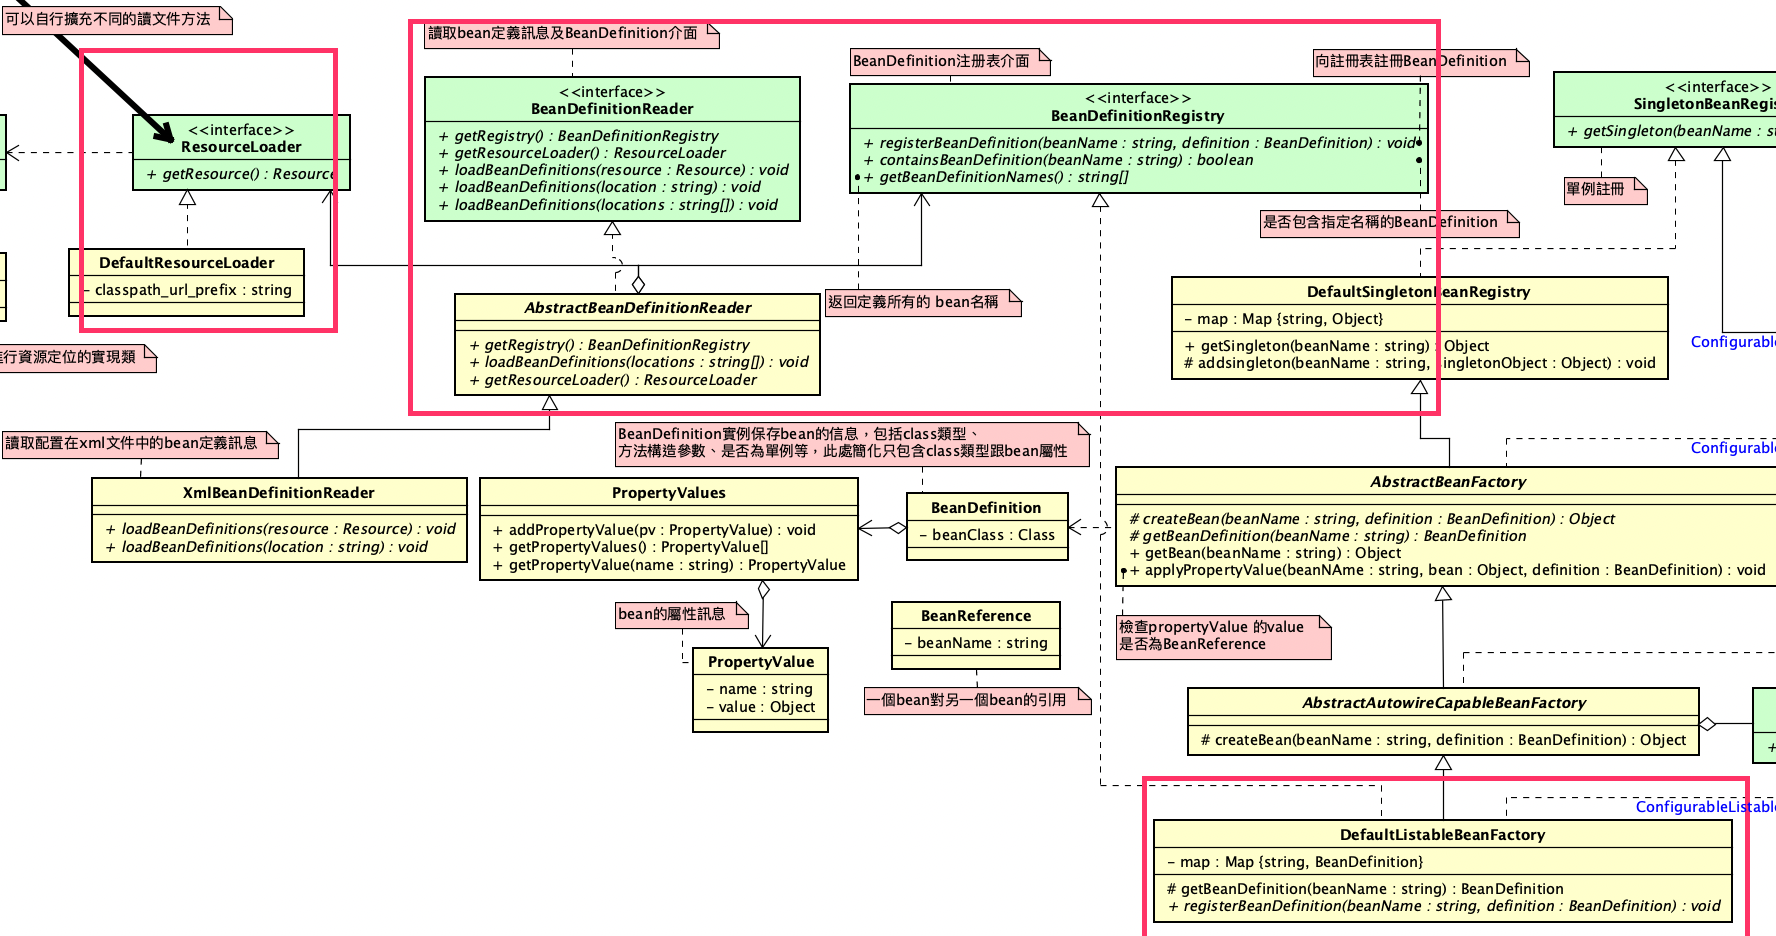 可以自行擴充不同的讀文件方法
<<interface>>
ResourceLoader
+ getResource() : Resource
DefaultResourceLoader
- classpath_url_prefix : string
進行資源定位的實現類
讀取bean定義訊息及BeanDefinition介面
<<interface>>
BeanDefinitionReader
+ getRegistry() : BeanDefinitionRegistry
+ getResourceLoader() : ResourceLoader
+ loadBeanDefinitions(resource : Resource) : void
+ loadBeanDefinitions(location : string) : void
+ loadBeanDefinitions(locations : string[]) : void
BeanDefinition注册表介面
向註冊表註冊BeanDefinition
<<interface>>
BeanDefinitionRegistry
+ registerBeanDefinition(beanName : string, definition : BeanDefinition) : void
+ containsBeanDefinition(beanName : string) : boolean
+ getBeanDefinitionNames() : string[]
<<interface>>
SingletonBeanRegis
+ getSingleton(beanName : st
單例註冊
是否包含指定名稱的BeanDefinition
返回定義所有的 bean名稱
AbstractBeanDefinitionReader
+ getRegistry() : BeanDefinitionRegistry
+ loadBeanDefinitions(locations : string[]) : void
+ getResourceLoader() : ResourceLoader
DefaultSingletonBeanRegistry
- map : Map {string, Object}
+ getSingleton(beanName : string) : Object
# addsingleton(beanName : string, singletonObject : Object) : void
Configurable
讀取配置在xml文件中的bean定義訊息
XmlBeanDefinitionReader
+ loadBeanDefinitions(resource : Resource) : void
+ loadBeanDefinitions(location : string) : void
BeanDefinition實例保存bean的信息，包括class類型、
方法構造參數、是否為單例等，此處簡化只包含class類型跟bean屬性
PropertyValues
+ addPropertyValue(pv : PropertyValue) : void
+ getPropertyValues() : PropertyValue[]
+ getPropertyValue(name : string) : PropertyValue
BeanDefinition
- beanClass : Class
Configurable
AbstractBeanFactory
# createBean(beanName : string, definition : BeanDefinition) : Object
# getBeanDefinition(beanName : string) : BeanDefinition
+ getBean(beanName : string) : Object
+ applyPropertyValue(beanNAme : string, bean : Object, definition : BeanDefinition) : void
bean的屬性訊息
PropertyValue
- name : string
- value : Object
BeanReference
- beanName : string
一個bean對另一個bean的引用
檢查propertyValue 的value
是否為BeanReference
AbstractAutowireCapableBeanFactory
# createBean(beanName : string, definition : BeanDefinition) : Object
+
ConfigurableListable
DefaultListableBeanFactory
- map : Map {string, BeanDefinition}
# getBeanDefinition(beanName : string) : BeanDefinition
+ registerBeanDefinition(beanName : string, definition : BeanDefinition) : void